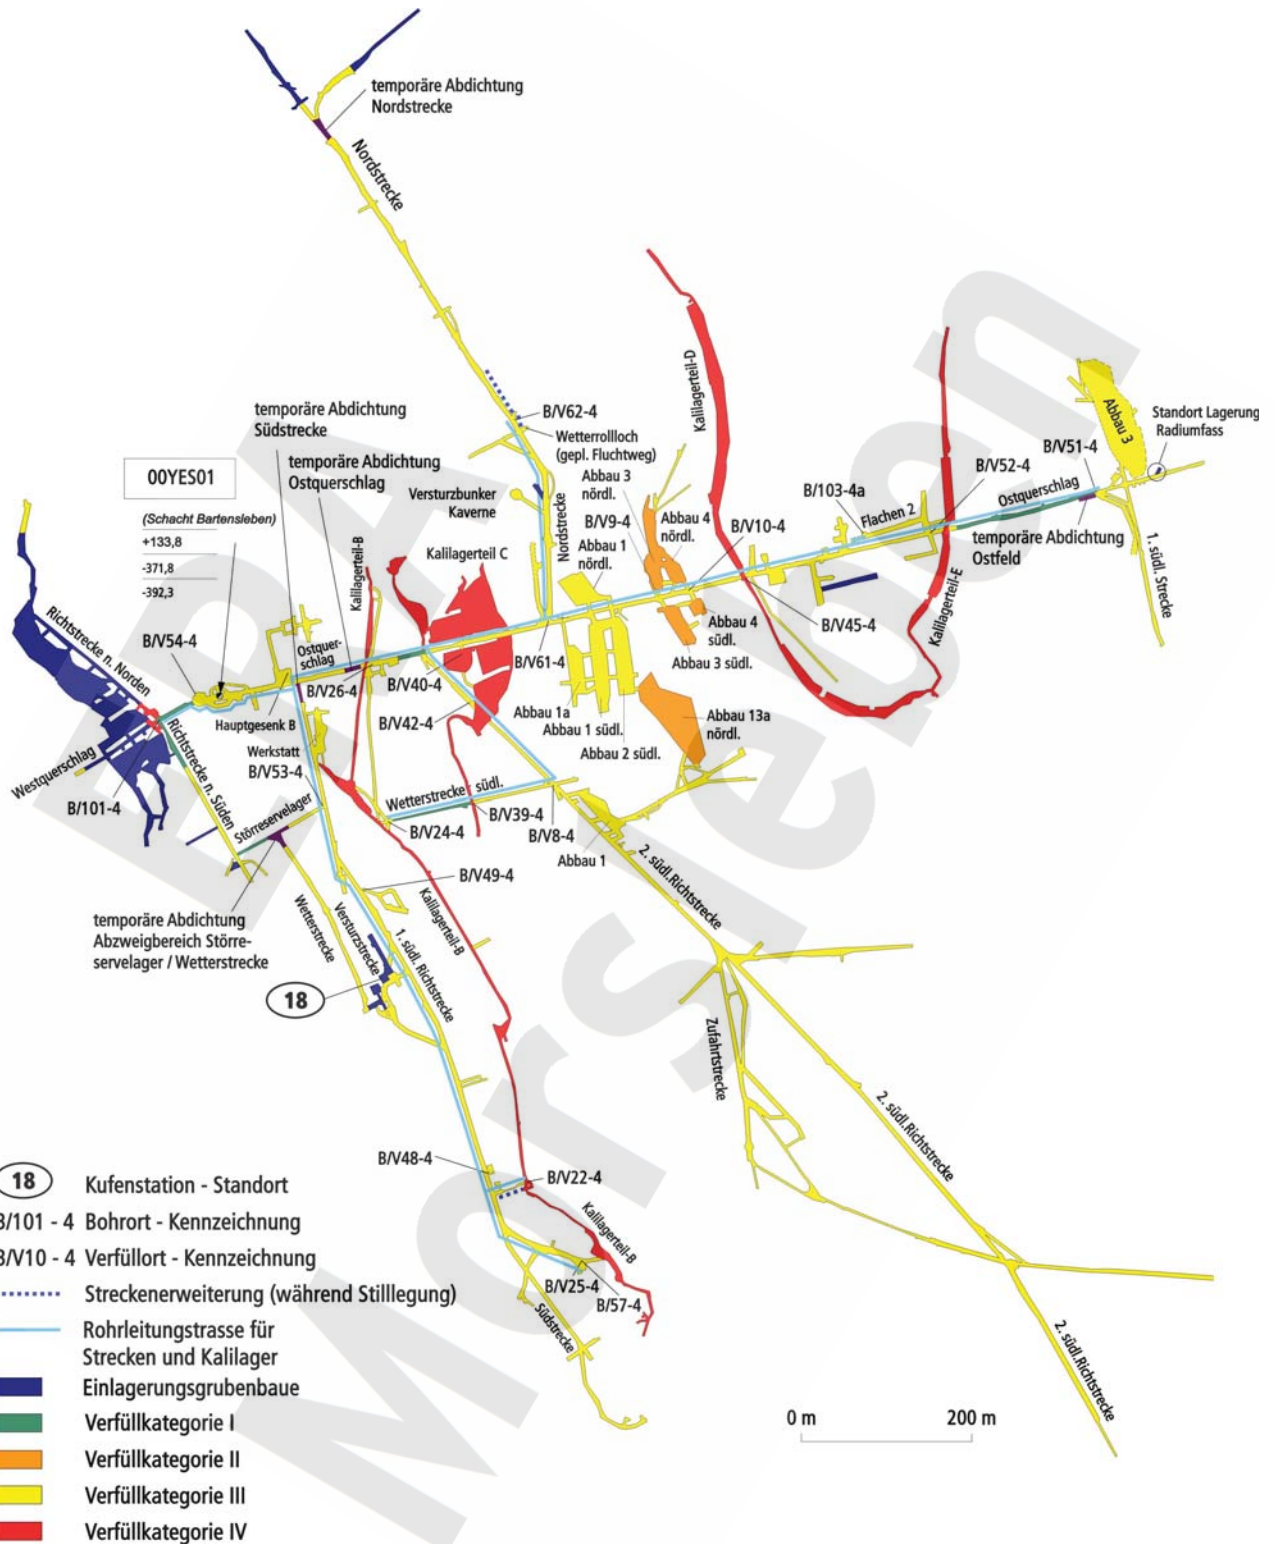 temporäre Abdichtung
Nordstrecke
Nordstrecke
Kalilagerteil-D
temporäre Abdichtung
Südstrecke
B/V62-4
Wetterrollloch
(gepl. Fluchtweg)
Abbau 3
Standort Lagerung
Radiumfass
B/V51-4
B/V52-4
temporäre Abdichtung
Ostquerschlag
00YES01
Abbau 3
nördl.
Versturzbunker
Kaverne
Nordstrecke
B/V9-4
Abbau 4
nördl.
B/V10-4
B/103-4a
Flachen 2
Ostquerschlag
temporäre Abdichtung
Ostfeld
1. südl. Strecke
(Schacht Bartensleben)
+133,8
-371,8
-392,3
Kalilagerteil-B
Kalilagerteil C
Abbau 1
nördl.
Kalilagerteil-E
Richtstrecke n. Norden
B/V54-4
Ostquer-
schlag
B/V26-4
B/V40-4
B/V61-4
Abbau 4
südl.
B/V45-4
Abbau 3 südl.
Hauptgesenk B
B/V42-4
Abbau 1a
Abbau 1 südl.
Abbau 2 südl.
Abbau 13a
nördl.
Westquerschlag
Richtstrecke n. Süden
Werkstatt
B/V53-4
B/101-4
Störreservelager
Wetterstrecke südl.
B/V24-4
B/V39-4
B/V8-4
Abbau 1
2. südl.Richtstrecke
B/V49-4
temporäre Abdichtung
Abzweigbereich Större-
servelager / Wetterstrecke
Wetterstrecke
Versturzstrecke
1. südl. Richtstrecke
Kalilagerteil-B
18
Zufahrtstrecke
2. südl.Richtstrecke
B/V48-4
B/V22-4
Kalilagerteil-B
B/V25-4
B/57-4
Südstrecke
2. südl.Richtstrecke
18 Kufenstation - Standort
B/101 - 4 Bohrort - Kennzeichnung
B/V10 - 4 Verfüllort - Kennzeichnung
Streckenerweiterung (während Stilllegung)
Rohrleitungstrasse für
Strecken und Kalilager
Einlagerungsgrubenbaue
Verfüllkategorie I
Verfüllkategorie II
Verfüllkategorie III
Verfüllkategorie IV
0 m 200 m
ERA Morsleben